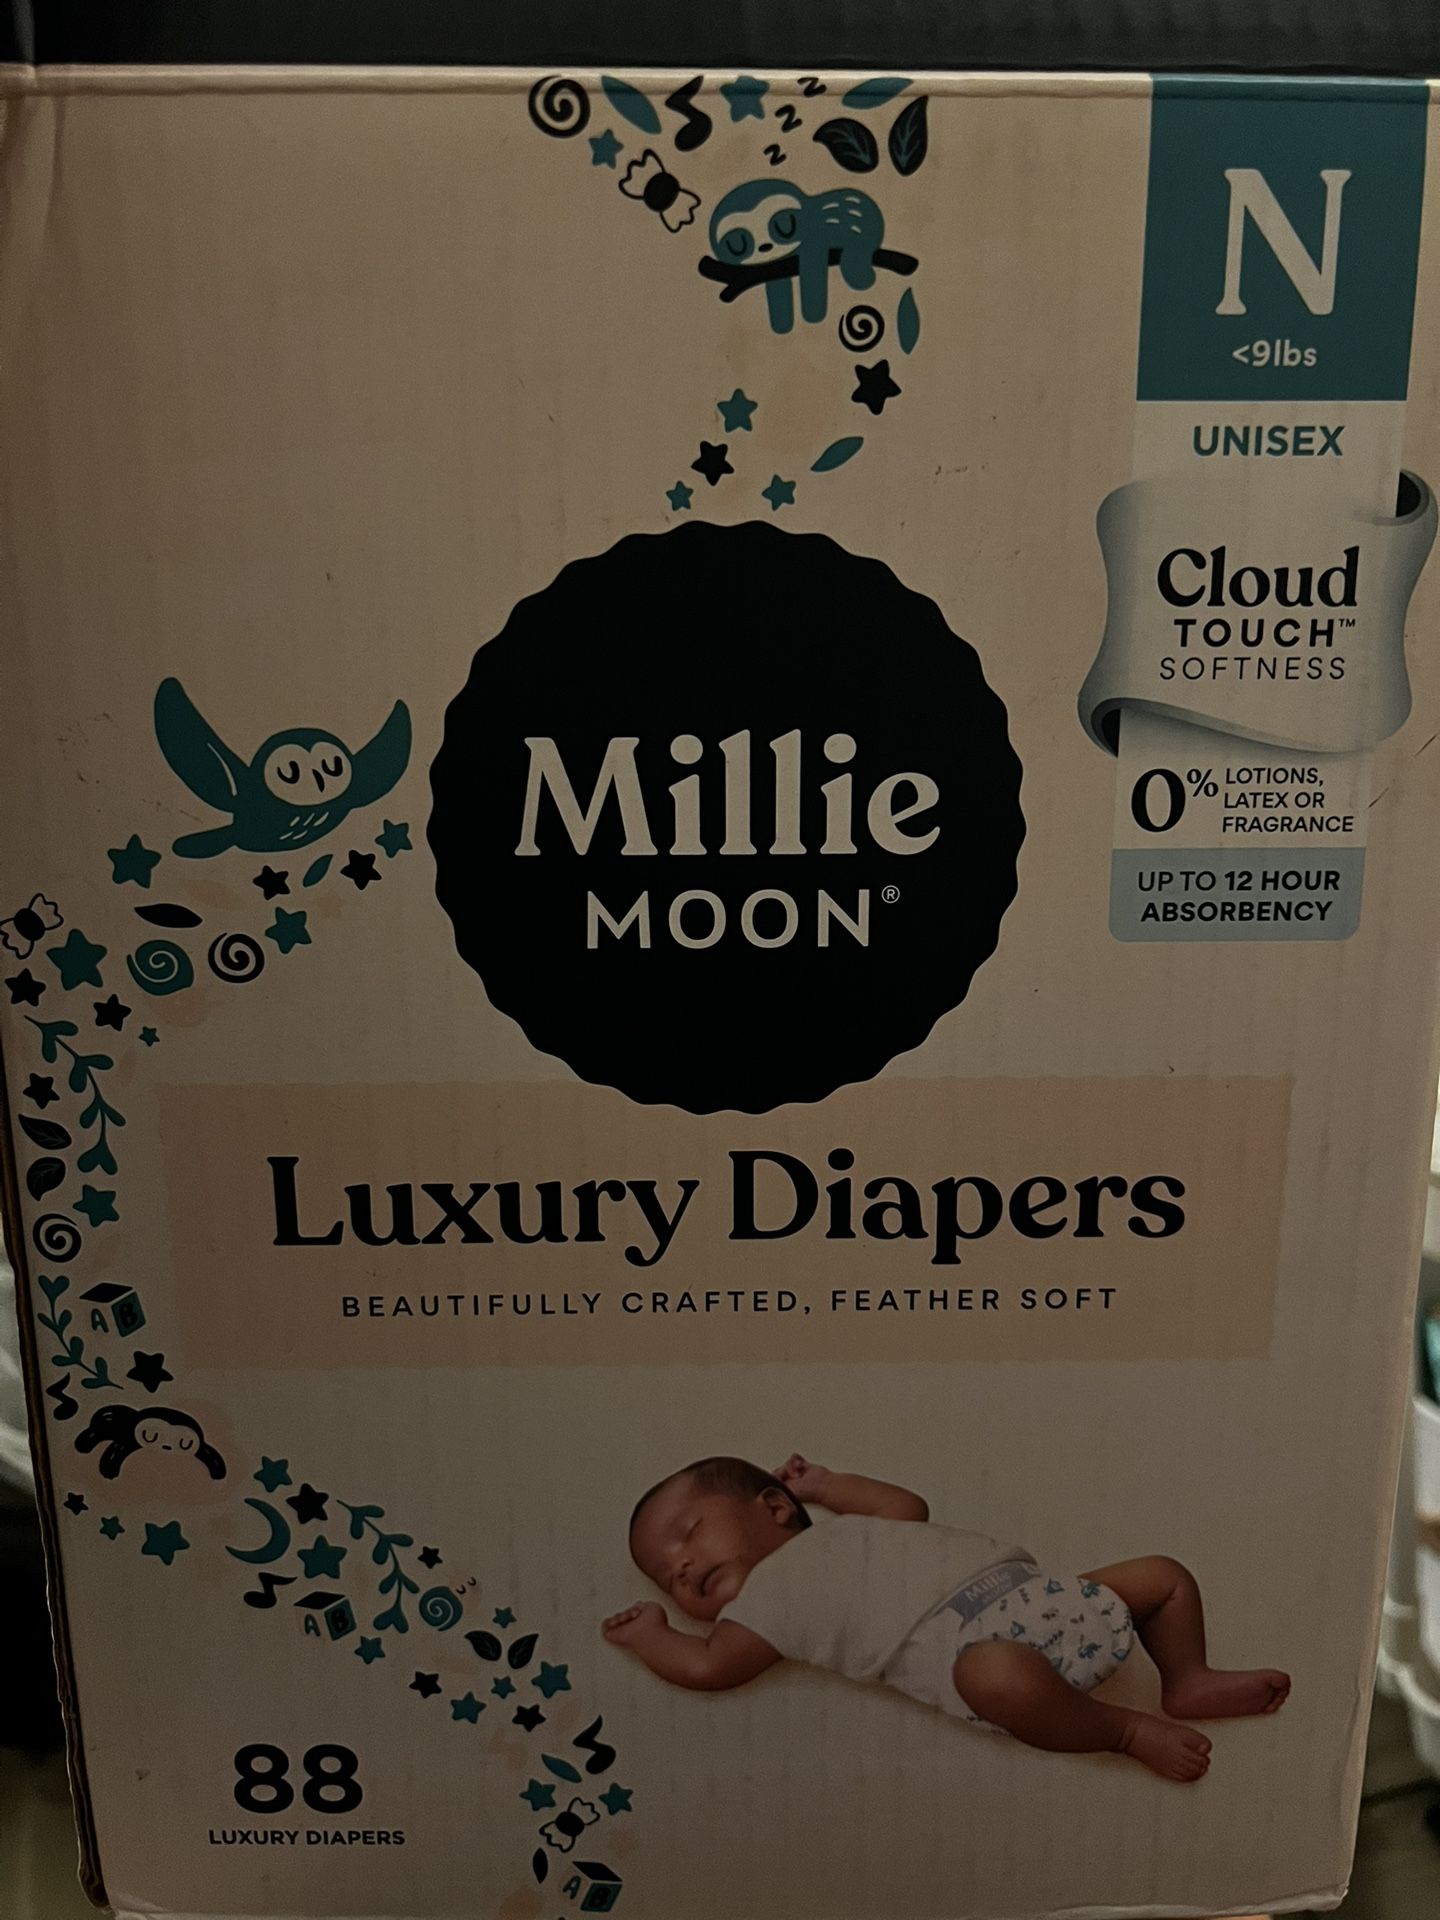 z
z
z
N
<9lbs
UNISEX
Cloud
TOUCH™
SOFTNESS
0% LOTIONS,
LATEX OR
FRAGRANCE
UP TO 12 HOUR
ABSORBENCY
Millie
MOON®
Luxury Diapers
BEAUTIFULLY CRAFTED, FEATHER SOFT
A B
A B
Millie
88
LUXURY DIAPERS
A B